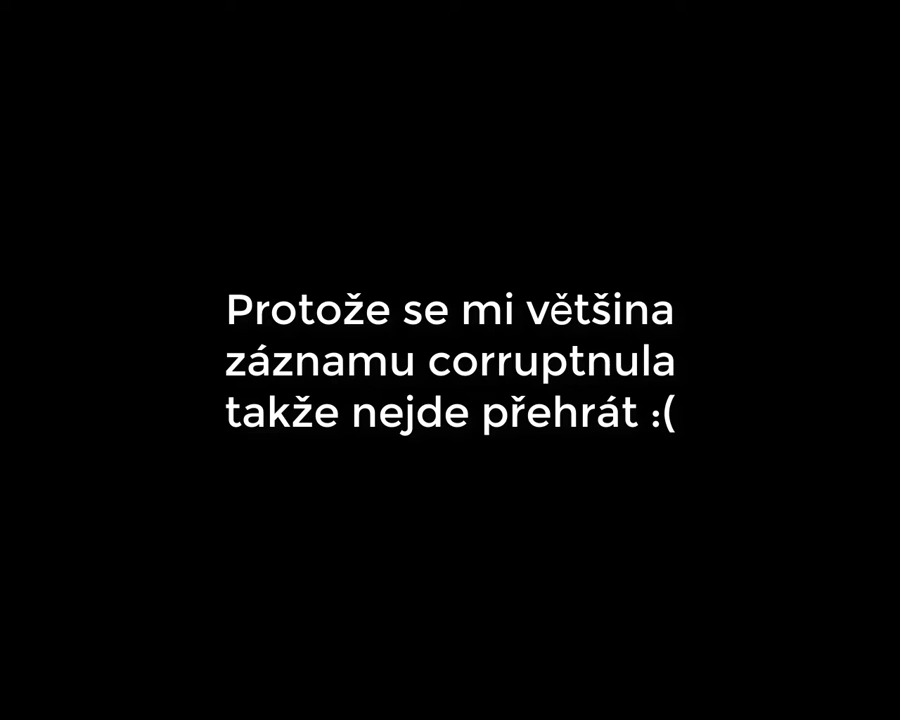 Protože se mi většina
záznamu corruptnula
takže nejde přehrát :(